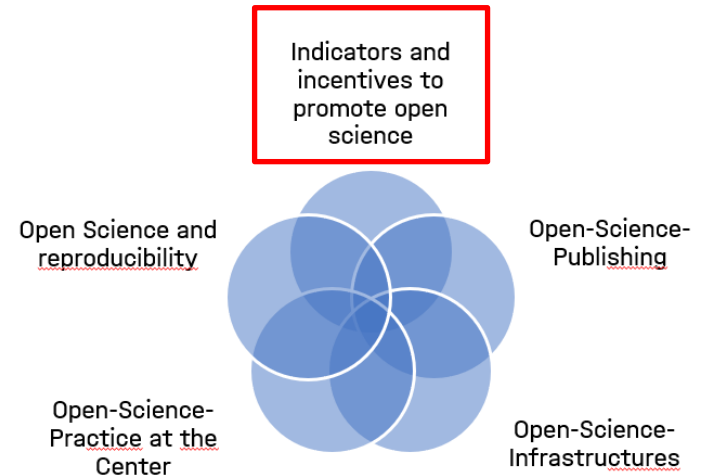 Indicators and
incentives to
promote open
science
Open Science and
reproducibility
Open-Science-
Publishing
Open-Science-
Practice at the
Center
Open-Science-
Infrastructures